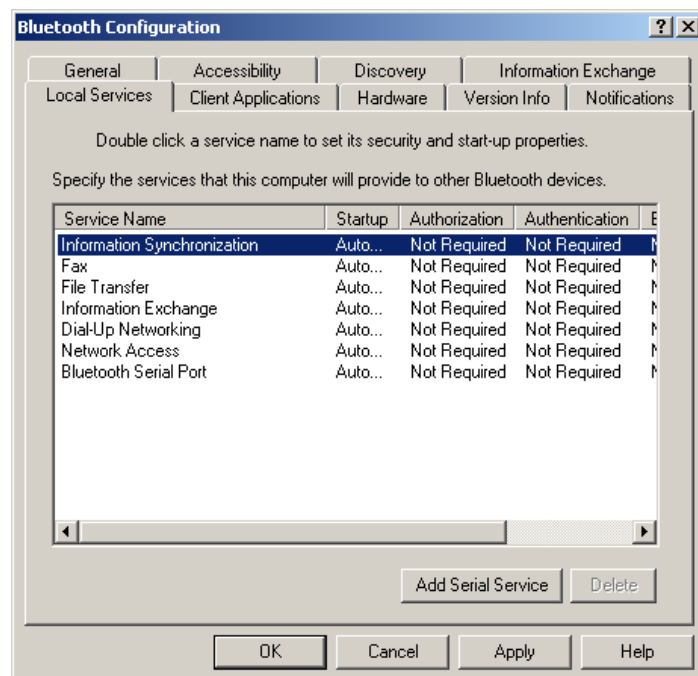 Bluetooth Configuration
General Accessibility Discovery Information Exchange
Local Services Client Applications Hardware Version Info Notifications
Double click a service name to set its security and start-up properties.
Specify the services that this computer will provide to other Bluetooth devices.
Service Name Startup Authorization Authentication
Information Synchronization Auto... Not Required Not Required
Fax Auto... Not Required Not Required
File Transfer Auto... Not Required Not Required
Information Exchange Auto... Not Required Not Required
Dial-Up Networking Auto... Not Required Not Required
Network Access Auto... Not Required Not Required
Bluetooth Serial Port Auto... Not Required Not Required
Add Serial Service Delete
OK Cancel Apply Help